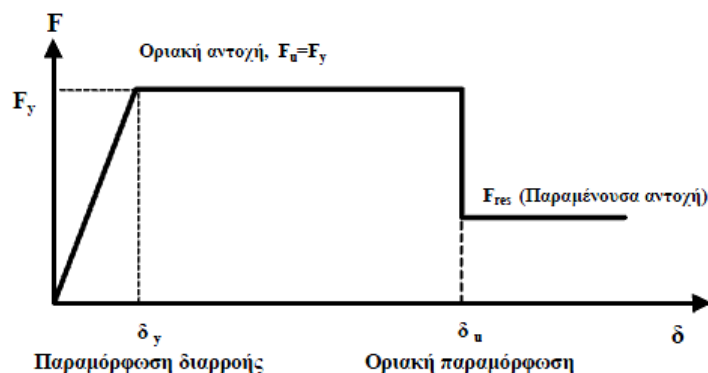 F
Οριακή αντοχή, Fu=Fy
Fy
Fres (Παραμένουσα αντοχή)
δy δu δ
Παραμόρφωση διαρροής Οριακή παραμόρφωση